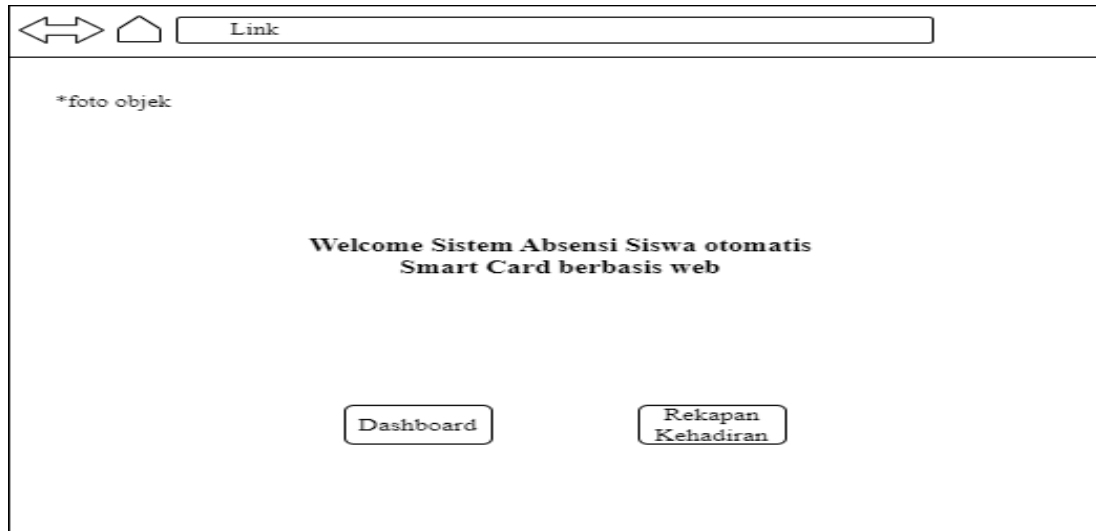 Link
*foto objek
Welcome Sistem Absensi Siswa otomatis
Smart Card berbasis web
Dashboard
Rekapan
Kehadiran